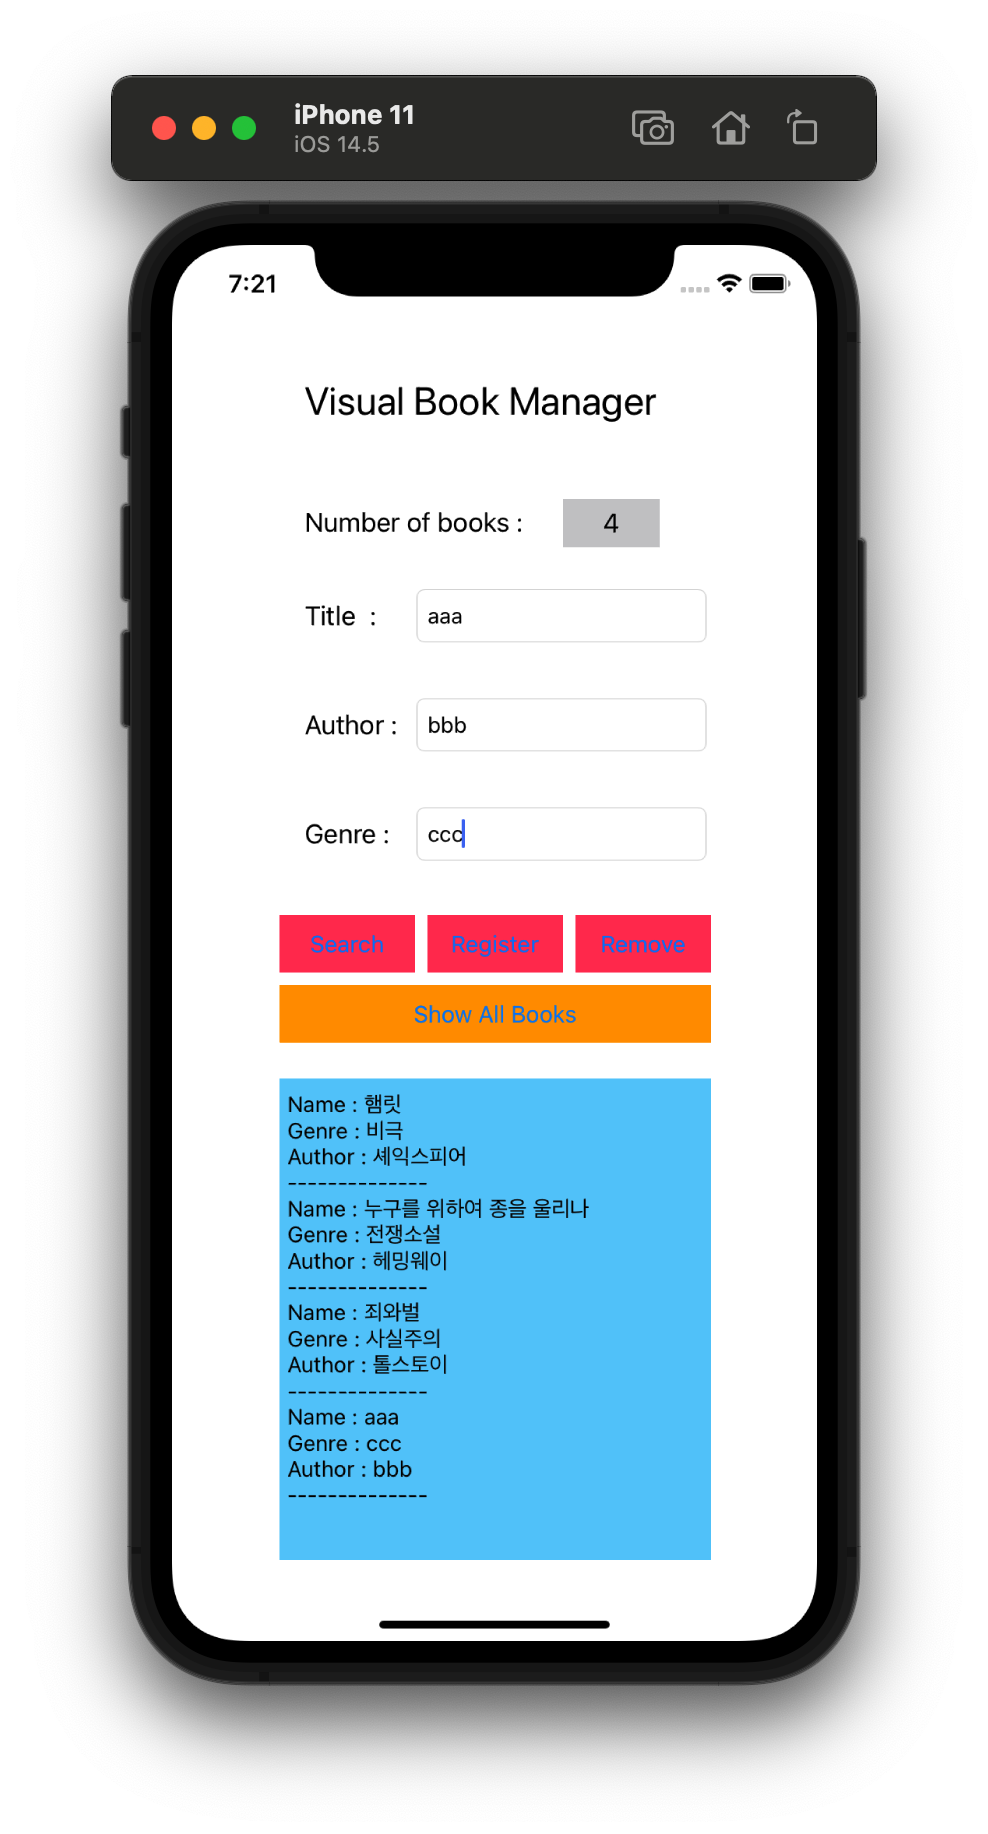 iPhone 11
iOS 14.5
7:21
Visual Book Manager
Number of books : 4
Title : aaa
Author : bbb
Genre : ccc
Search Register Remove
Show All Books
Name : 햄릿
Genre : 비극
Author : 셰익스피어
--------------
Name : 누구를 위하여 종을 울리나
Genre : 전쟁소설
Author : 헤밍웨이
--------------
Name : 죄와벌
Genre : 사실주의
Author : 톨스토이
--------------
Name : aaa
Genre : ccc
Author : bbb
--------------